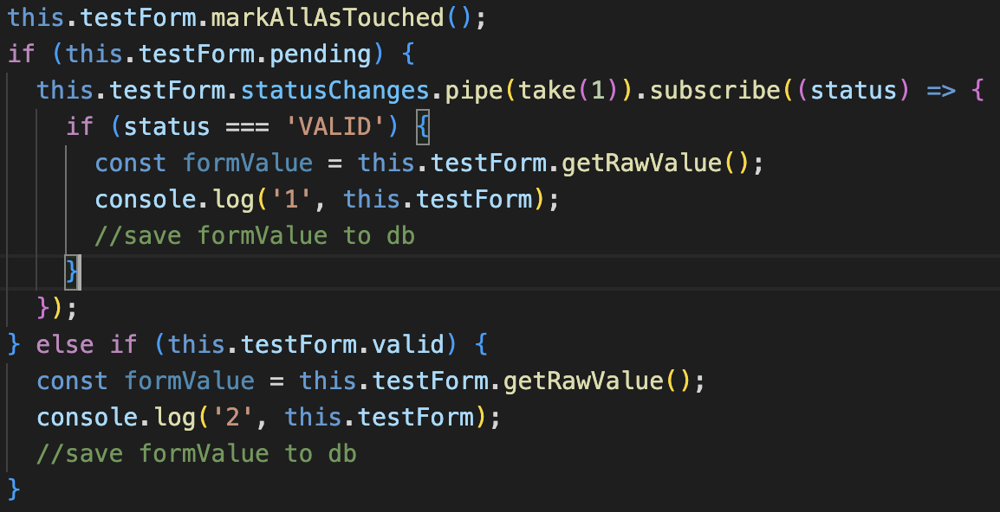 this.testForm.markAllAsTouched();
if (this.testForm.pending) {
  this.testForm.statusChanges.pipe(take(1)).subscribe((status) => {
    if (status === 'VALID') {
      const formValue = this.testForm.getRawValue();
      console.log('1', this.testForm);
      //save formValue to db
    }
  });
} else if (this.testForm.valid) {
  const formValue = this.testForm.getRawValue();
  console.log('2', this.testForm);
  //save formValue to db
}